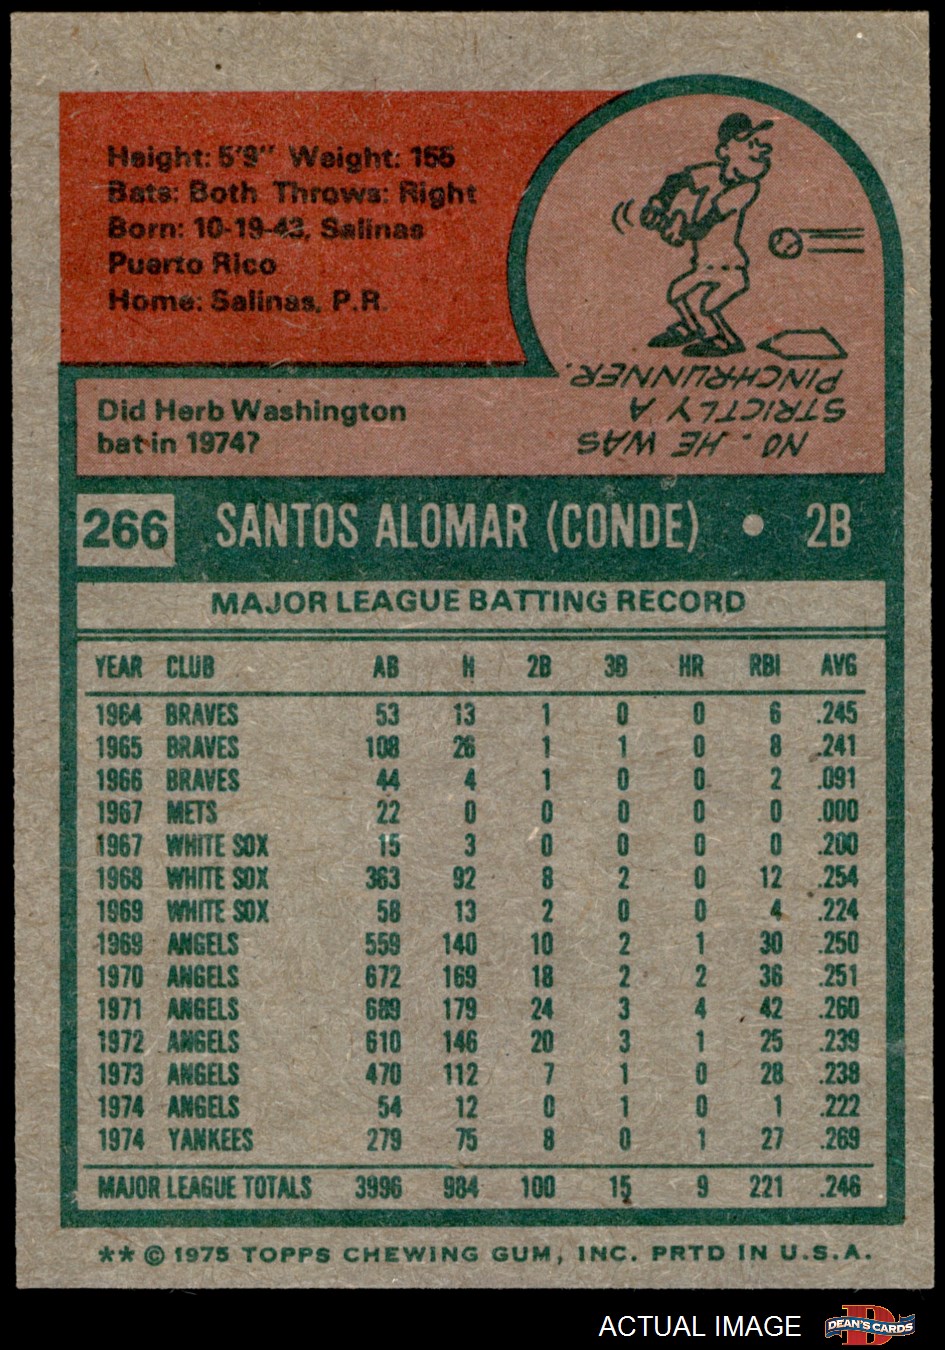 Height: 5'9" Weight: 155
Bats: Both Throws: Right
Born: 10-19-43, Salinas
Puerto Rico
Home: Salinas, P.R.
Did Herb Washington
bat in 1974?
NO. HE WAS
STRICTLY A
PINCHRUNNER.
266 SANTOS ALOMAR (CONDE) • 2B
MAJOR LEAGUE BATTING RECORD
YEAR CLUB AB H 2B 3B HR RBI AVG
1964 BRAVES 53 13 1 0 0 6 .245
1965 BRAVES 108 26 1 1 0 8 .241
1966 BRAVES 44 4 1 0 0 2 .091
1967 METS 22 0 0 0 0 0 .000
1967 WHITE SOX 15 3 0 0 0 0 .200
1968 WHITE SOX 363 92 8 2 0 12 .254
1969 WHITE SOX 58 13 2 0 0 4 .224
1969 ANGELS 559 140 10 2 1 30 .250
1970 ANGELS 672 169 18 2 2 36 .251
1971 ANGELS 689 179 24 3 4 42 .260
1972 ANGELS 610 146 20 3 1 25 .239
1973 ANGELS 470 112 7 1 0 28 .238
1974 ANGELS 54 12 0 1 0 1 .222
1974 YANKEES 279 75 8 0 1 27 .269
MAJOR LEAGUE TOTALS 3996 984 100 15 9 221 .246
** © 1975 TOPPS CHEWING GUM, INC. PRTD IN U.S.A.
ACTUAL IMAGE DEAN'S CARDS